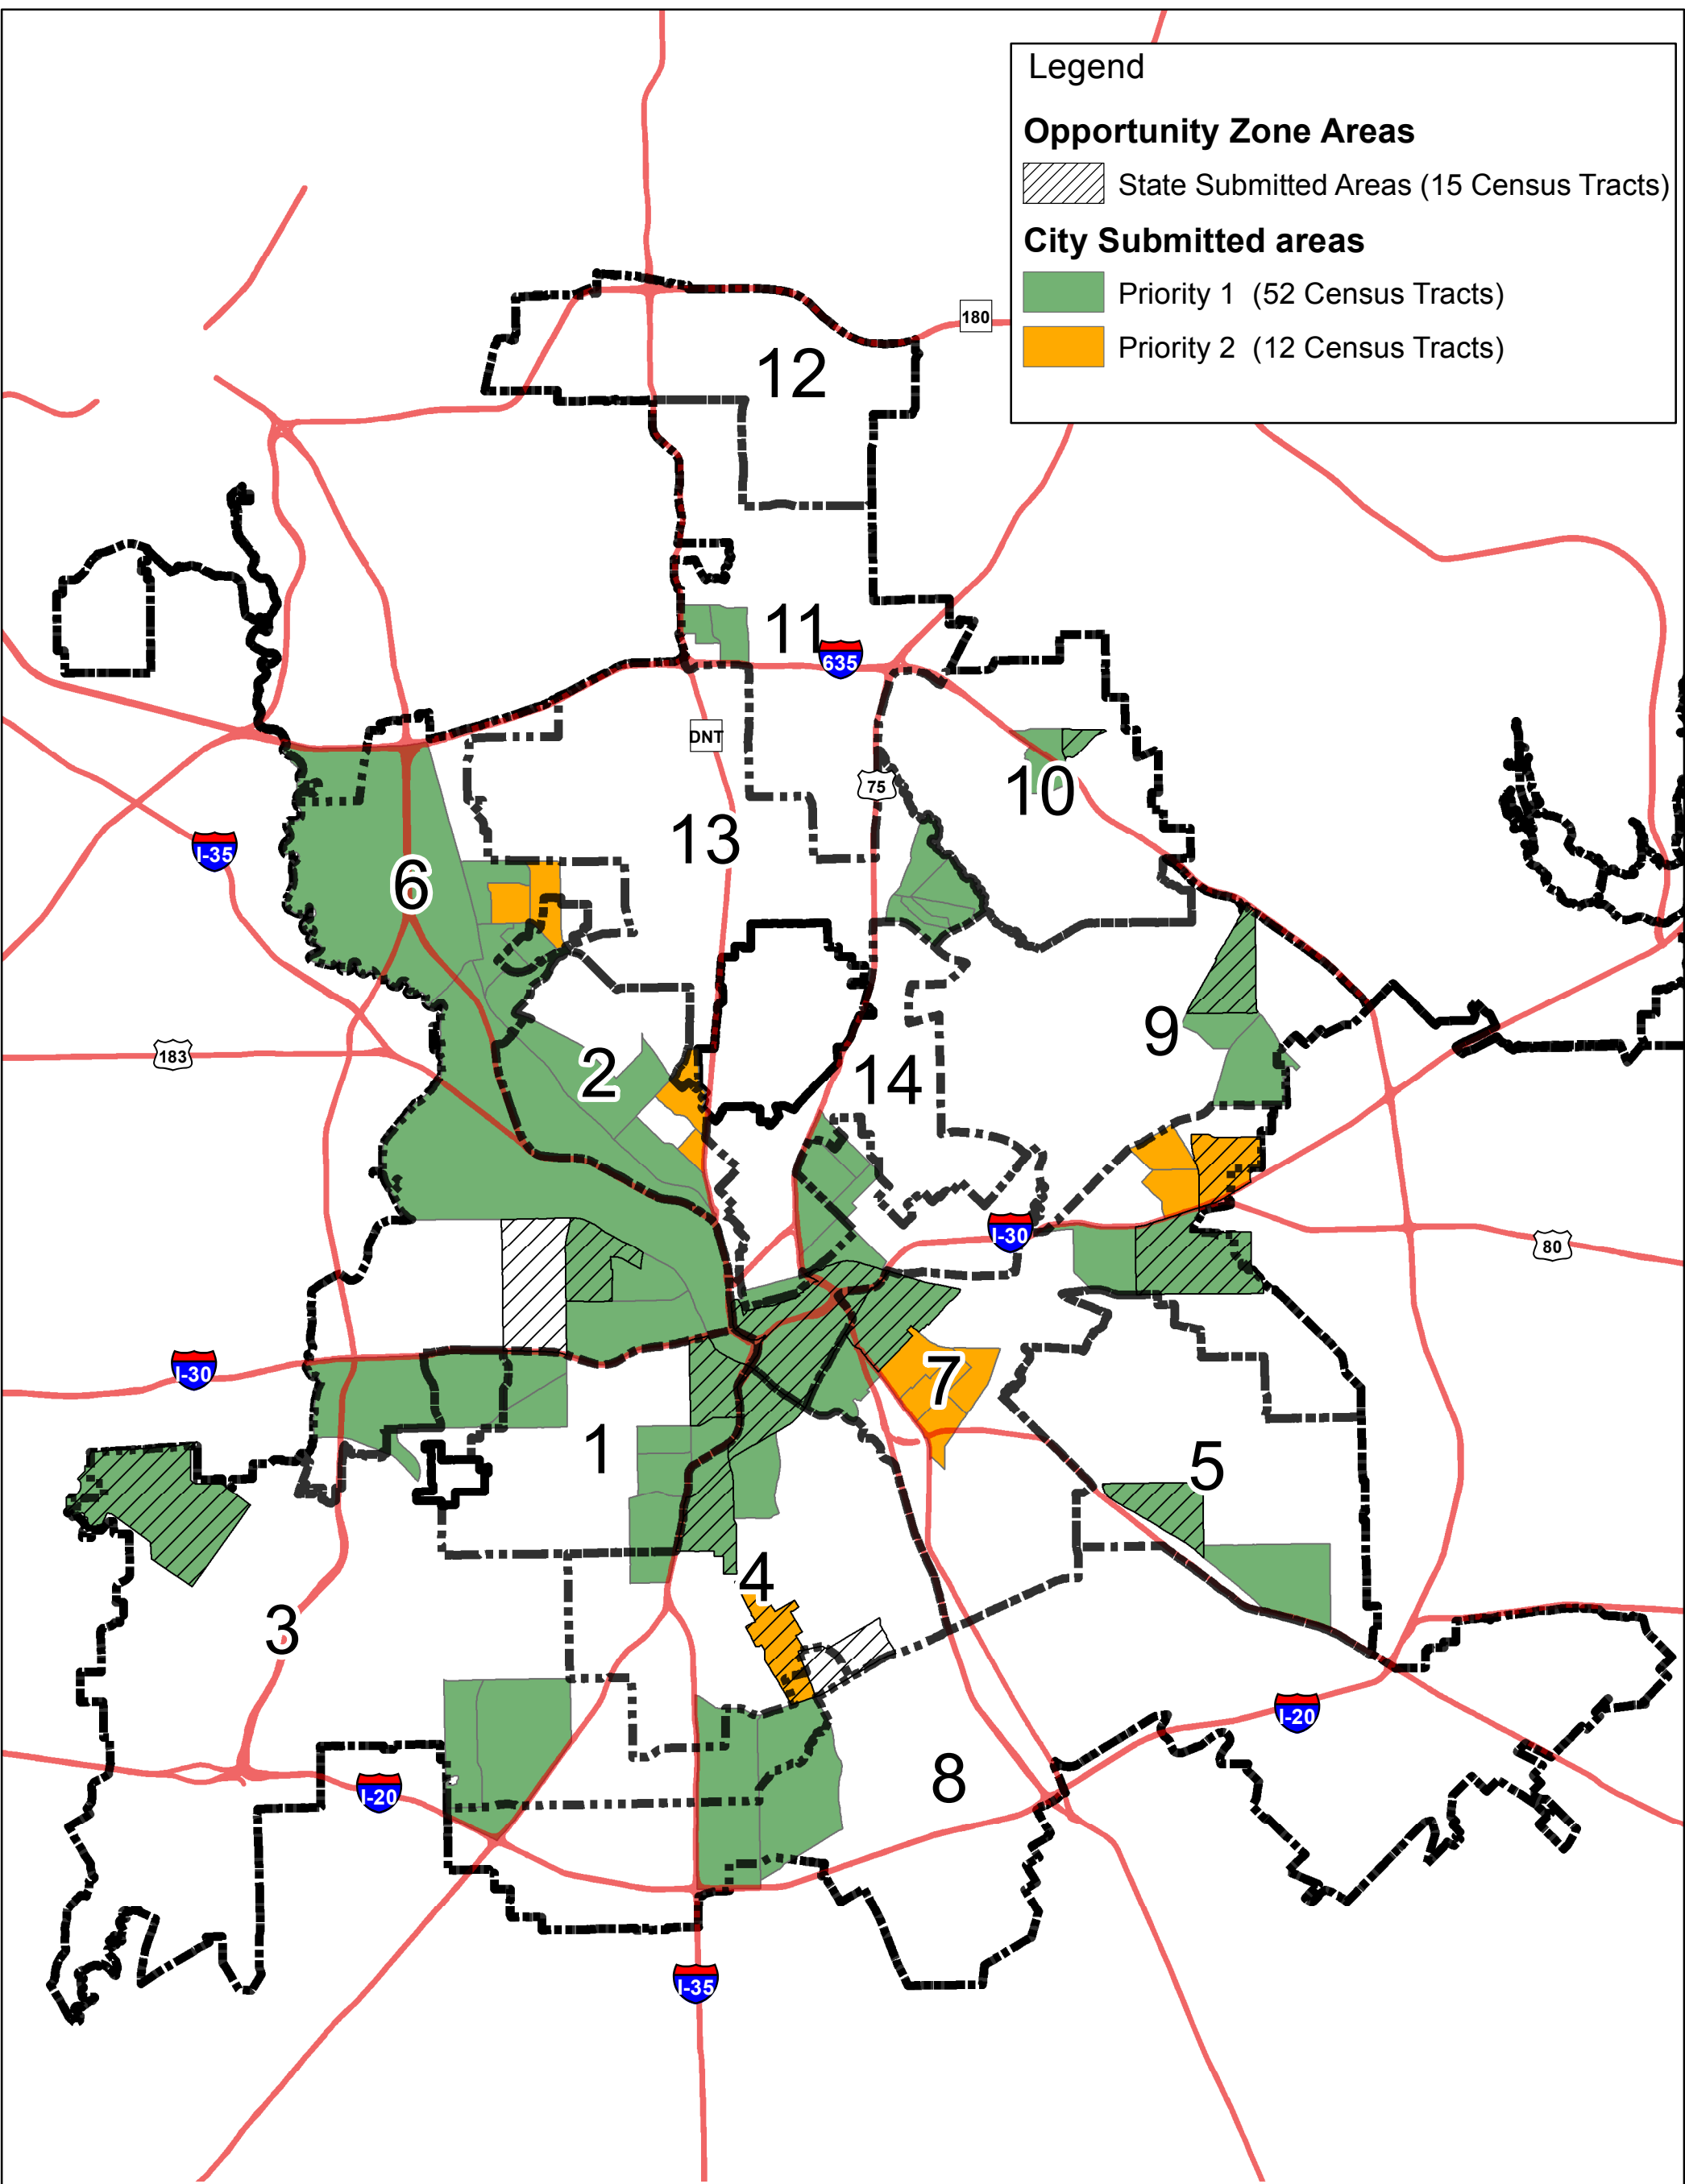 Legend
Opportunity Zone Areas
State Submitted Areas (15 Census Tracts)
City Submitted areas
Priority 1 (52 Census Tracts)
Priority 2 (12 Census Tracts)
180
12
11
635
DNT
75
10
13
I-35
6
9
183
2
14
I-30
80
I-30
7
1
5
4
3
I-20
8
I-20
I-35